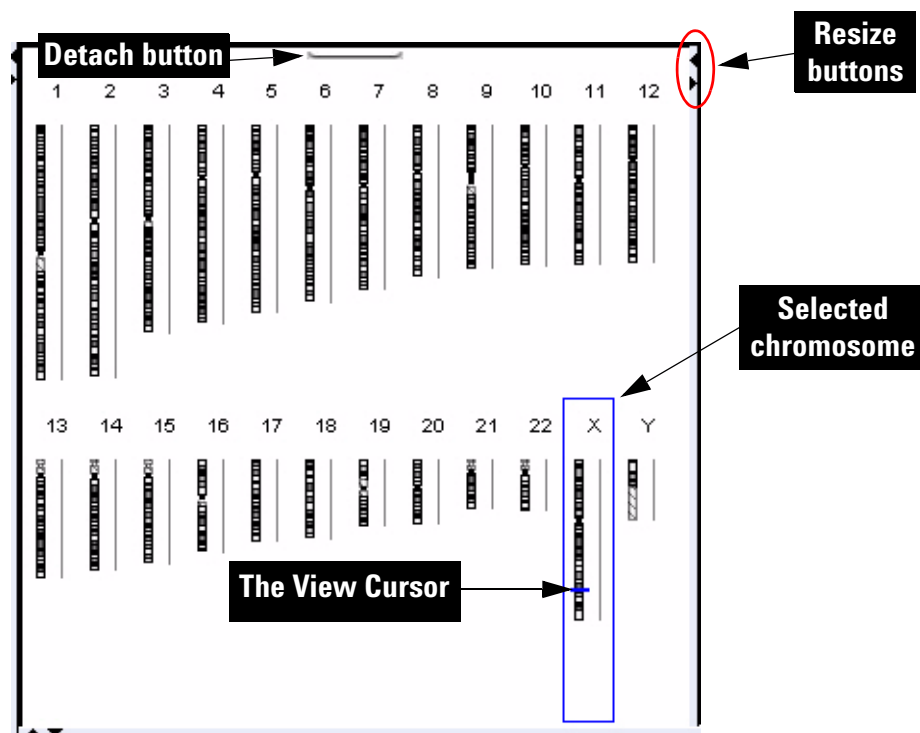 Detach button
Resize
buttons
1 2 3 4 5 6 7 8 9 10 11 12
Selected
chromosome
13 14 15 16 17 18 19 20 21 22 X Y
The View Cursor